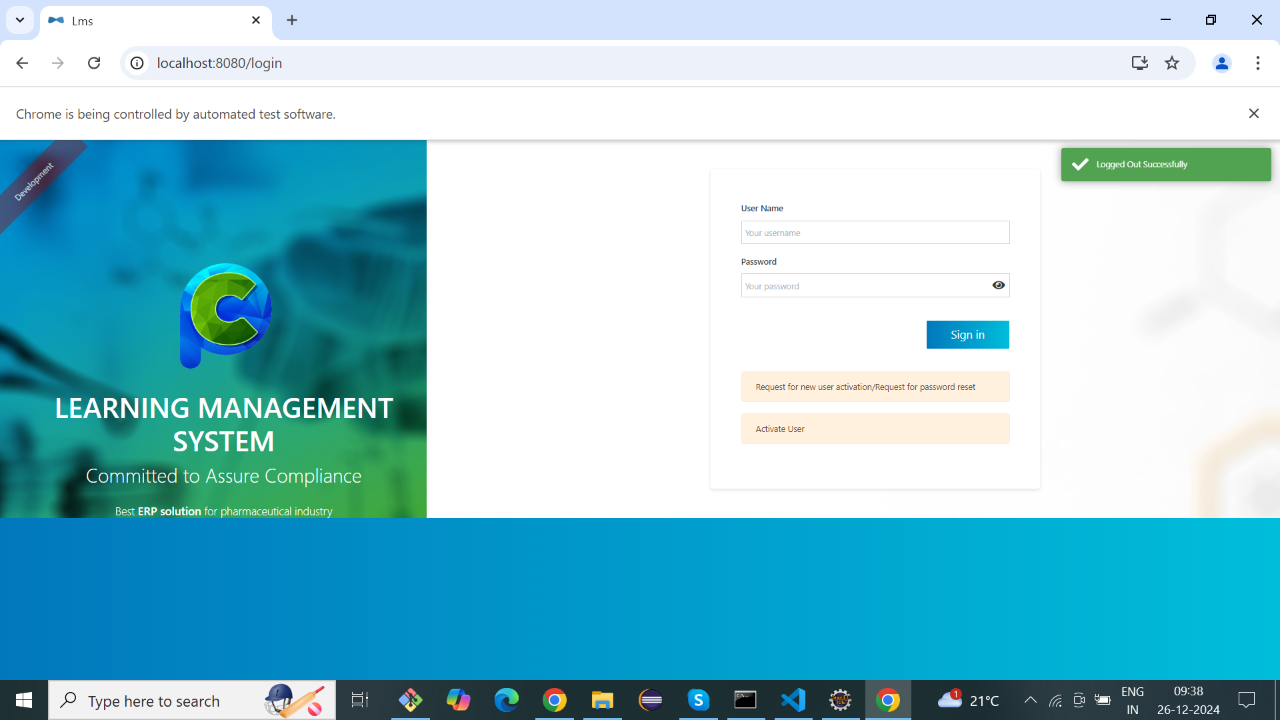 Lms
localhost:8080/login
Chrome is being controlled by automated test software.
Development
LEARNING MANAGEMENT
SYSTEM
Committed to Assure Compliance
Best ERP solution for pharmaceutical industry
Logged Out Successfully
User Name
Your username
Password
Your password
Sign in
Request for new user activation/Request for password reset
Activate User
Type here to search
1
21°C
ENG
IN
09:38
26-12-2024